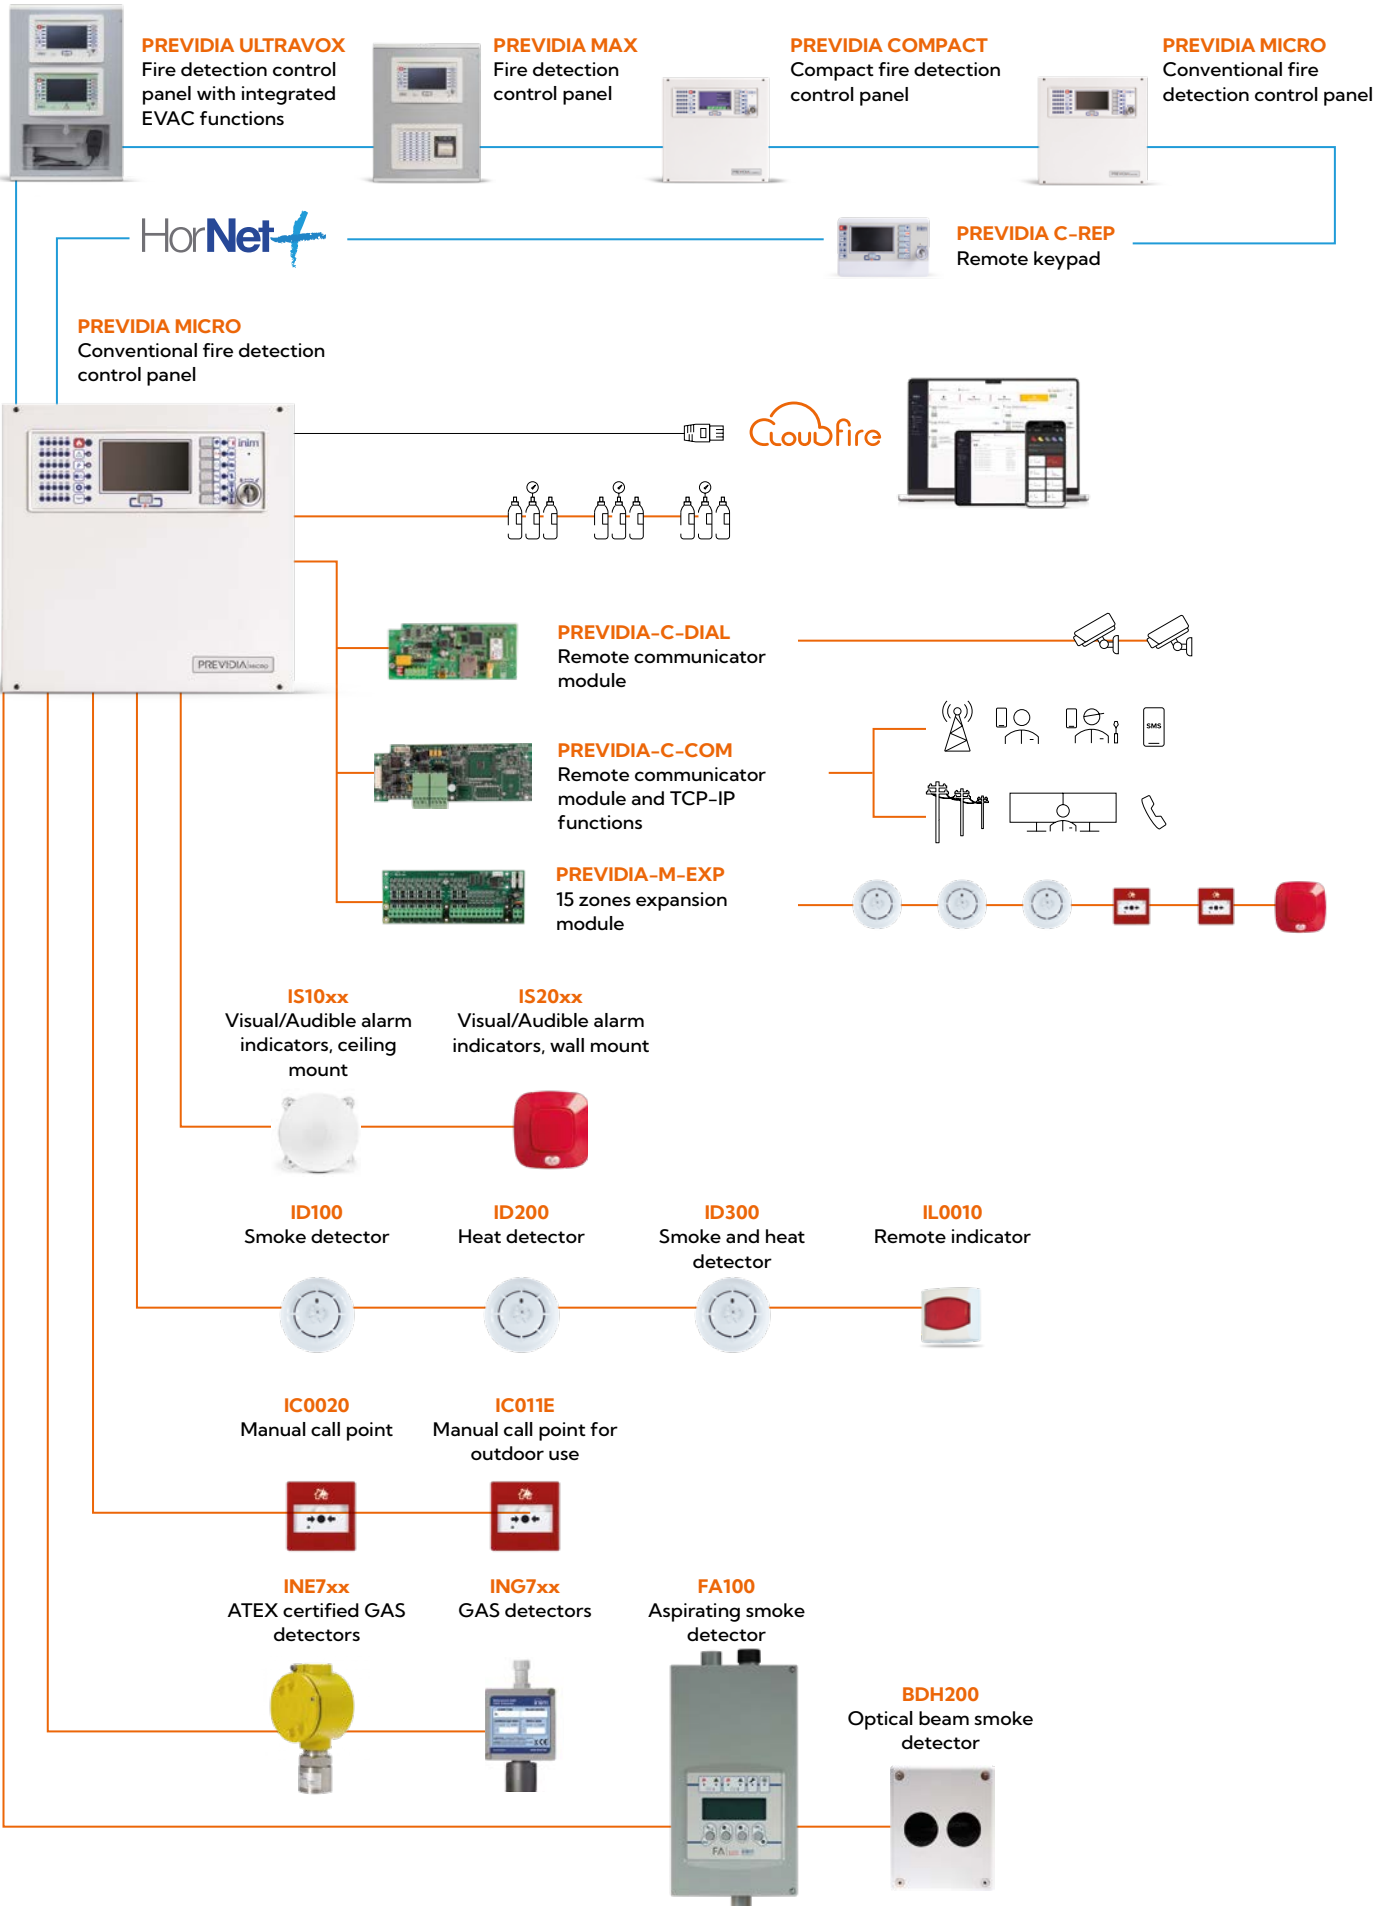 PREVIDIA ULTRAVOX
Fire detection control
panel with integrated
EVAC functions
PREVIDIA MAX
Fire detection
control panel
PREVIDIA COMPACT
Compact fire detection
control panel
PREVIDIA MICRO
Conventional fire
detection control panel
HorNet+
PREVIDIA C-REP
Remote keypad
PREVIDIA MICRO
Conventional fire detection
control panel
inim
CLOUDFire
PREVIDIA MICRO
PREVIDIA-C-DIAL
Remote communicator
module
PREVIDIA-C-COM
Remote communicator
module and TCP-IP
functions
SMS
PREVIDIA-M-EXP
15 zones expansion
module
IS10xx
Visual/Audible alarm
indicators, ceiling
mount
IS20xx
Visual/Audible alarm
indicators, wall mount
ID100
Smoke detector
ID200
Heat detector
ID300
Smoke and heat
detector
IL0010
Remote indicator
IC0020
Manual call point
IC011E
Manual call point for
outdoor use
INE7xx
ATEX certified GAS
detectors
ING7xx
GAS detectors
FA100
Aspirating smoke
detector
BDH200
Optical beam smoke
detector